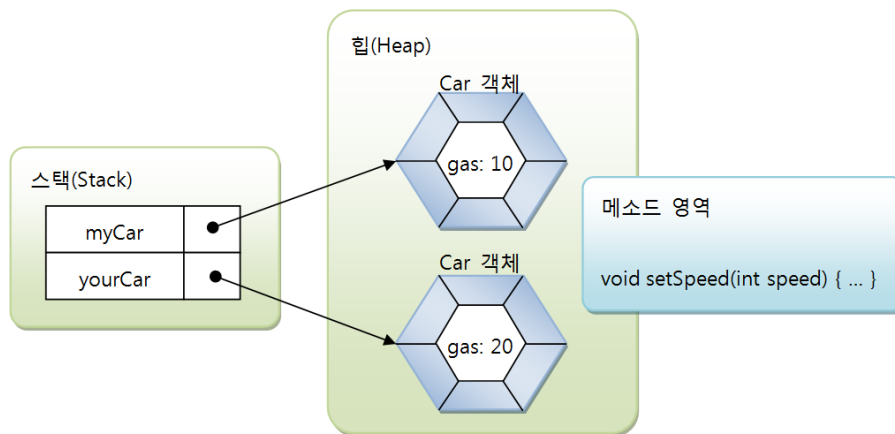 스택(Stack)
myCar
yourCar
힙(Heap)
Car 객체
gas: 10
Car 객체
gas: 20
메소드 영역
void setSpeed(int speed) { ... }